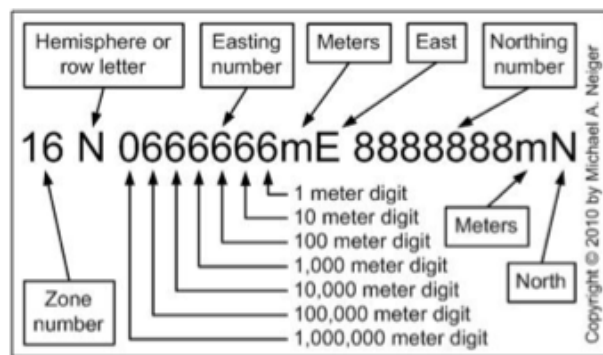 Hemisphere or
row letter
Easting
number
Meters
East
Northing
number
16 N 0666666mE 8888888mN
1 meter digit
10 meter digit
100 meter digit
1,000 meter digit
10,000 meter digit
100,000 meter digit
1,000,000 meter digit
Zone
number
Meters
North
Copyright © 2010 by Michael A. Neiger